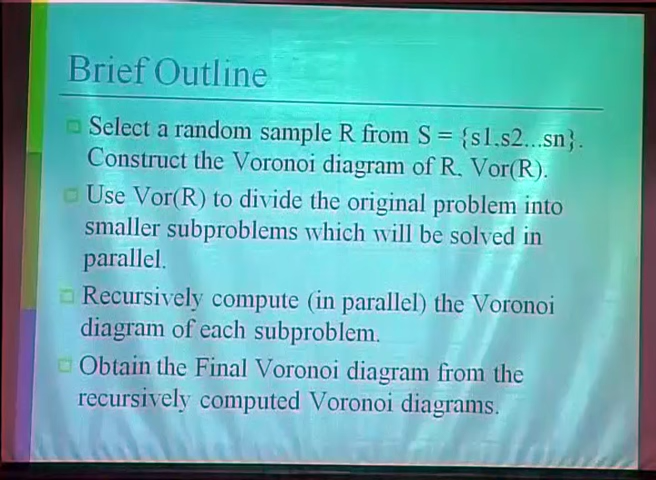 Brief Outline
Select a random sample R from S = {s1,s2...sn}.
Construct the Voronoi diagram of R, Vor(R).
Use Vor(R) to divide the original problem into
smaller subproblems which will be solved in
parallel.
Recursively compute (in parallel) the Voronoi
diagram of each subproblem.
Obtain the Final Voronoi diagram from the
recursively computed Voronoi diagrams.